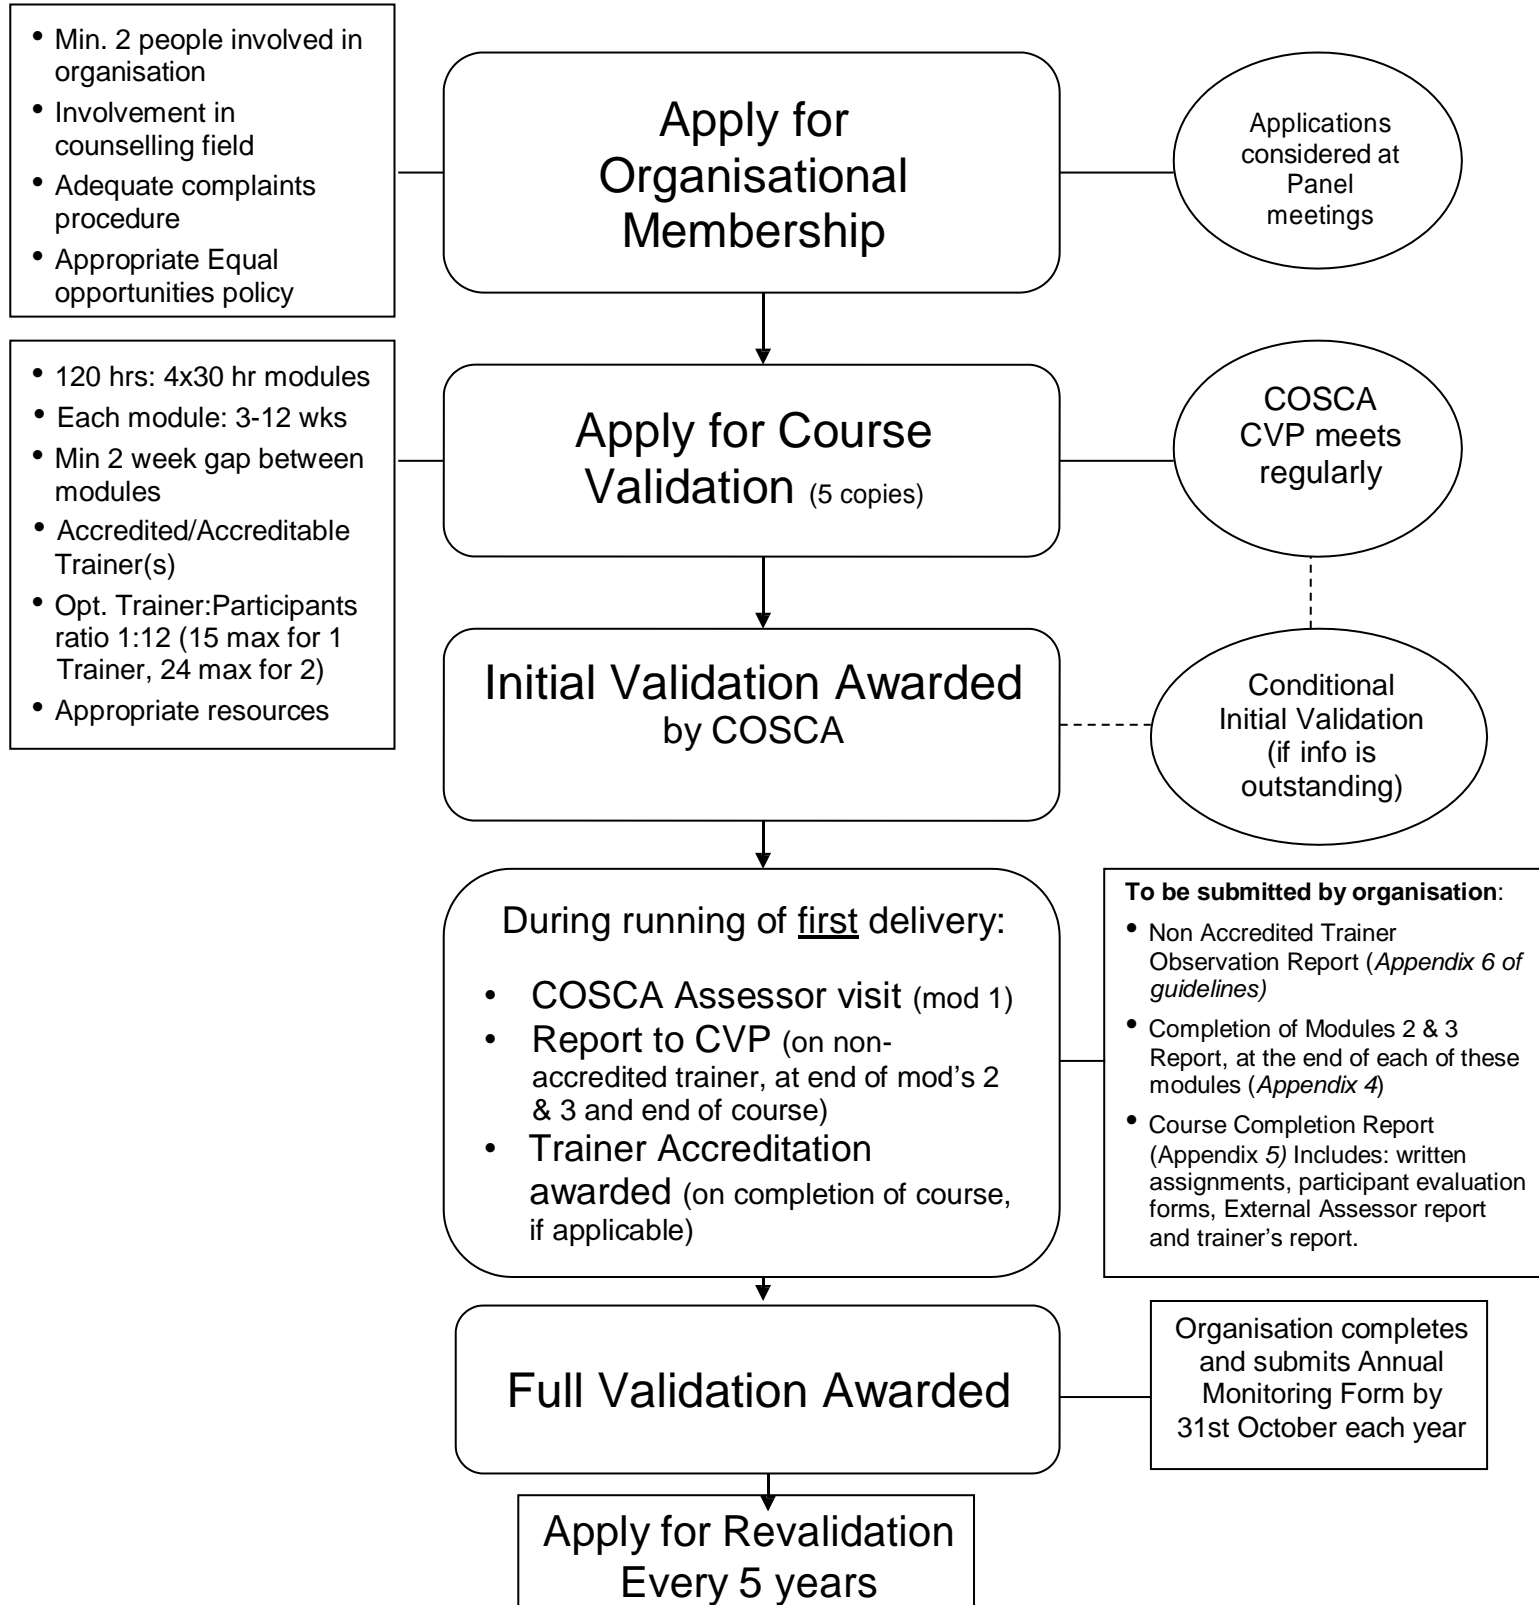 • Min. 2 people involved in
organisation
• Involvement in
counselling field
• Adequate complaints
procedure
• Appropriate Equal
opportunities policy
Apply for
Organisational
Membership
Applications
considered at
Panel
meetings
• 120 hrs: 4x30 hr modules
• Each module: 3-12 wks
• Min 2 week gap between
modules
• Accredited/Accreditable
Trainer(s)
• Opt. Trainer:Participants
ratio 1:12 (15 max for 1
Trainer, 24 max for 2)
• Appropriate resources
Apply for Course
Validation (5 copies)
COSCA
CVP meets
regularly
Initial Validation Awarded
by COSCA
Conditional
Initial Validation
(if info is
outstanding)
During running of first delivery:
• COSCA Assessor visit (mod 1)
• Report to CVP (on non-
accredited trainer, at end of mod’s 2
& 3 and end of course)
• Trainer Accreditation
awarded (on completion of course,
if applicable)
To be submitted by organisation:
• Non Accredited Trainer
Observation Report (Appendix 6 of
guidelines)
• Completion of Modules 2 & 3
Report, at the end of each of these
modules (Appendix 4)
• Course Completion Report
(Appendix 5) Includes: written
assignments, participant evaluation
forms, External Assessor report
and trainer’s report.
Full Validation Awarded
Organisation completes
and submits Annual
Monitoring Form by
31st October each year
Apply for Revalidation
Every 5 years